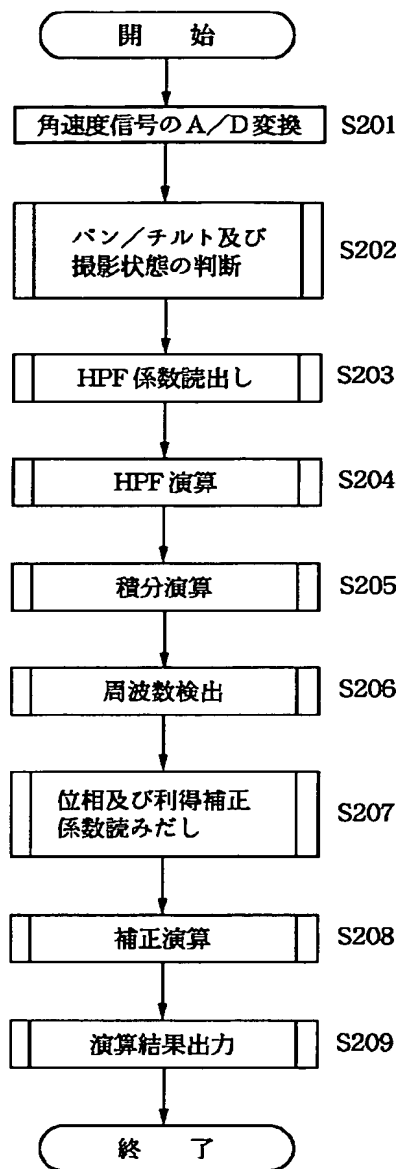 開 始
角速度信号のA／D変換 S201
パン／チルト及び
撮影状態の判断 S202
HPF係数読出し S203
HPF演算 S204
積分演算 S205
周波数検出 S206
位相及び利得補正
係数読みだし S207
補正演算 S208
演算結果出力 S209
終 了